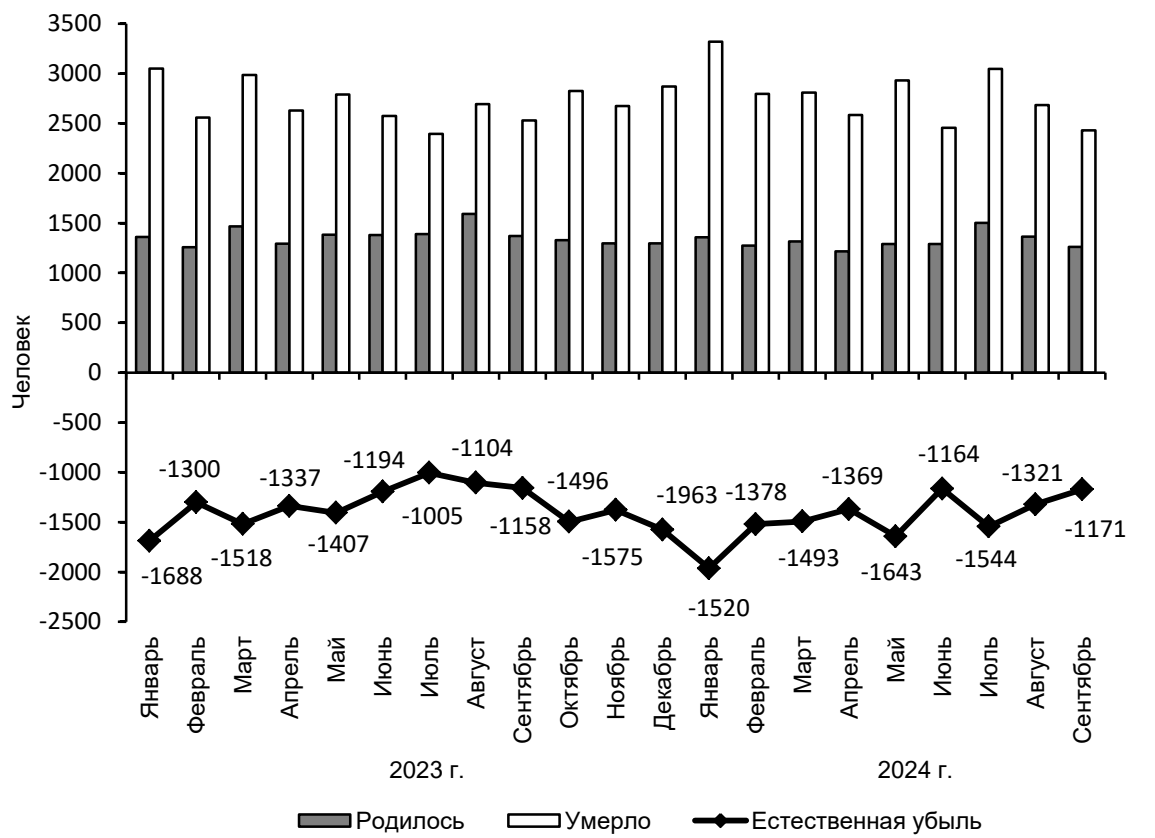 3500
3000
2500
2000
1500
1000
500
0
-500
-1000
-1500
-2000
-2500
Человек
-1688
-1300
-1518
-1337
-1407
-1194
-1005
-1104
-1158
-1496
-1575
-1963
-1520
-1378
-1493
-1369
-1643
-1164
-1544
-1321
-1171
Январь
Февраль
Март
Апрель
Май
Июнь
Июль
Август
Сентябрь
Октябрь
Ноябрь
Декабрь
Январь
Февраль
Март
Апрель
Май
Июнь
Июль
Август
Сентябрь
2023 г. 2024 г.
Родилось Умерло Естественная убыль